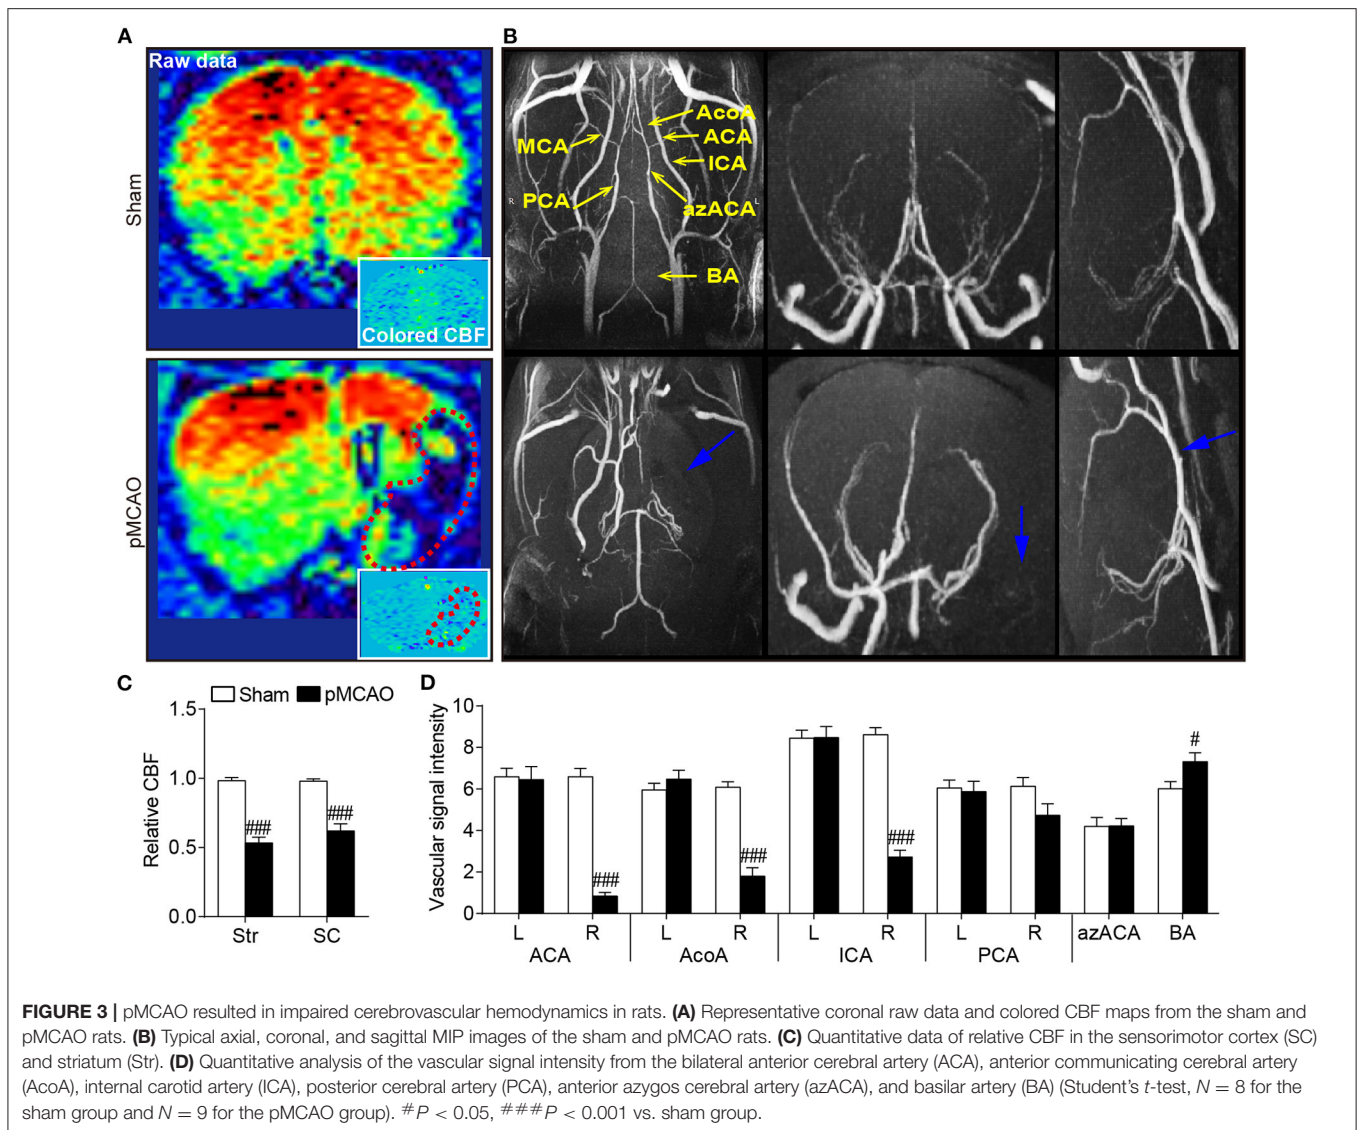 A
B
Raw data
Sham
Colored CBF
AcoA
MCA
ACA
ICA
PCA
R
azACA
L
BA
pMCAO
C
Sham
pMCAO
D
1.5
1.0
0.5
0.0
Relative CBF
###
###
Str
SC
10
8
6
4
2
0
Vascular signal intensity
###
###
###
#
L R L R L R L R azACA BA
ACA AcoA ICA PCA
FIGURE 3 | pMCAO resulted in impaired cerebrovascular hemodynamics in rats. (A) Representative coronal raw data and colored CBF maps from the sham and
pMCAO rats. (B) Typical axial, coronal, and sagittal MIP images of the sham and pMCAO rats. (C) Quantitative data of relative CBF in the sensorimotor cortex (SC)
and striatum (Str). (D) Quantitative analysis of the vascular signal intensity from the bilateral anterior cerebral artery (ACA), anterior communicating cerebral artery
(AcoA), internal carotid artery (ICA), posterior cerebral artery (PCA), anterior azygos cerebral artery (azACA), and basilar artery (BA) (Student's t-test, N = 8 for the
sham group and N = 9 for the pMCAO group). #P < 0.05, ###P < 0.001 vs. sham group.